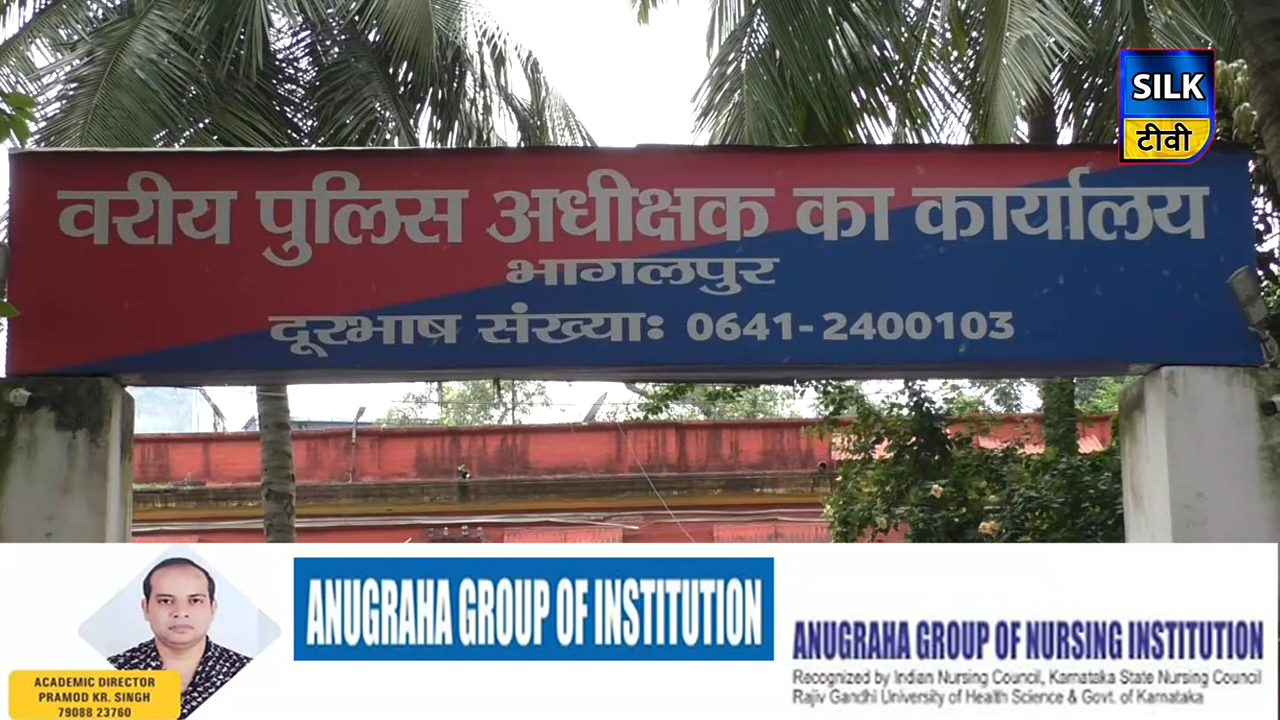 SILK
टीवी
वरीय पुलिस अधीक्षक का कार्यालय
भागलपुर
दूरभाष संख्याः 0641-2400103
ACADEMIC DIRECTOR
PRAMOD KR. SINGH
79088 23760
ANUGRAHA GROUP OF INSTITUTION
ANUGRAHA GROUP OF NURSING INSTITUTION
Recognized by Indian Nursing Council, Karnataka State Nursing Council
Rajiv Gandhi University of Health Science & Govt. of Karnataka